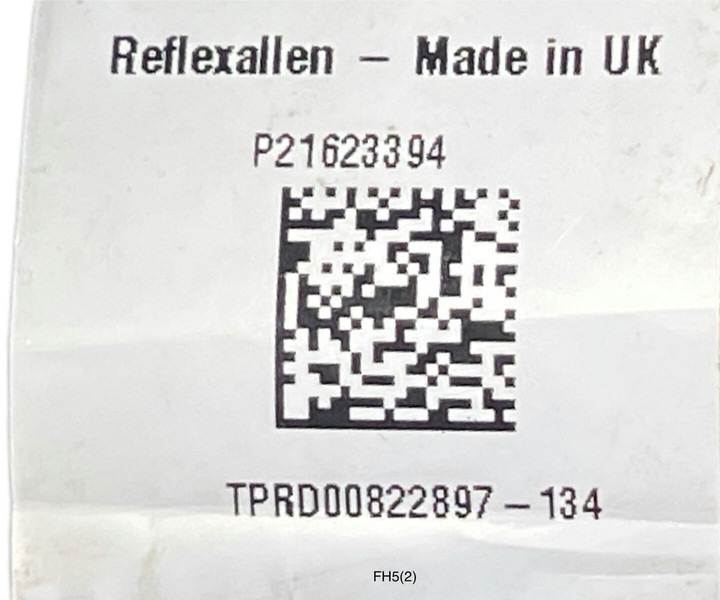 Reflexallen – Made in UK
P21623394
TPRD00822897 – 134
FH5(2)